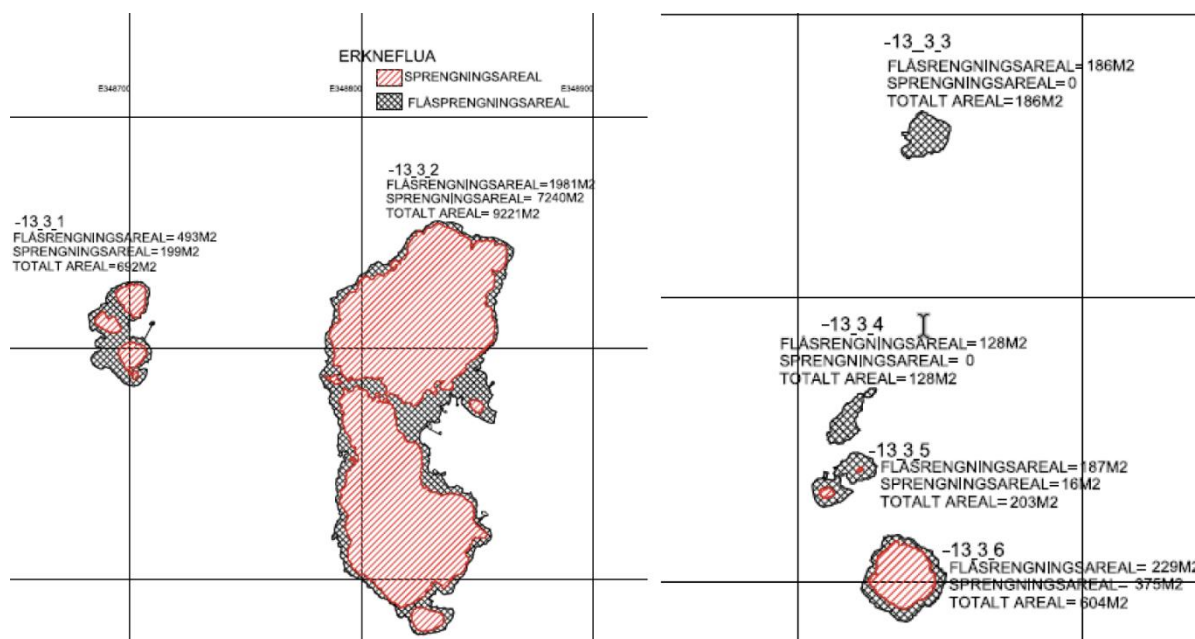 ERKNEFLUA
SPRENGNINGSAREAL
FLÅSPRENGNINGSAREAL
E348700
E348800
E348900
-13_3_1
FLÅSRENGNINGSAREAL=493M2
SPRENGNINGSAREAL=199M2
TOTALT AREAL=692M2
-13_3_2
FLÅSRENGNINGSAREAL=1981M2
SPRENGNINGSAREAL= 7240M2
TOTALT AREAL= 9221M2
-13_3_3
FLÅSRENGNINGSAREAL= 186M2
SPRENGNINGSAREAL= 0
TOTALT AREAL= 186M2
-13_3_4
FLÅSRENGNINGSAREAL= 128M2
SPRENGNINGSAREAL= 0
TOTALT AREAL= 128M2
-13_3_5
FLÅSRENGNINGSAREAL=187M2
SPRENGNINGSAREAL= 16M2
TOTALT AREAL= 203M2
-13_3_6
FLÅSRENGNINGSAREAL= 229M2
SPRENGNINGSAREAL= 375M2
TOTALT AREAL= 604M2